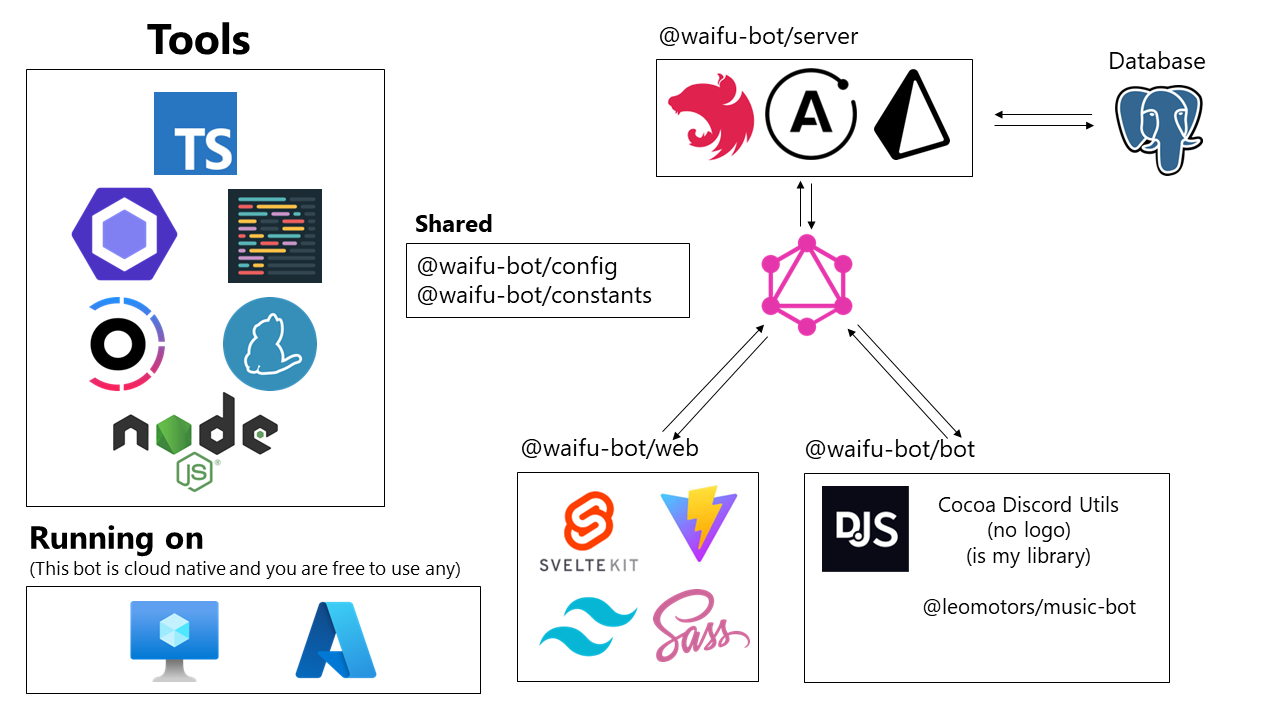 Tools
TS
node
JS
®
Running on
(This bot is cloud native and you are free to use any)
@waifu-bot/server
A
Database
Shared
@waifu-bot/config
@waifu-bot/constants
@waifu-bot/web
SVELTEKIT
Sass
@waifu-bot/bot
DJS
Cocoa Discord Utils
(no logo)
(is my library)
@leomotors/music-bot